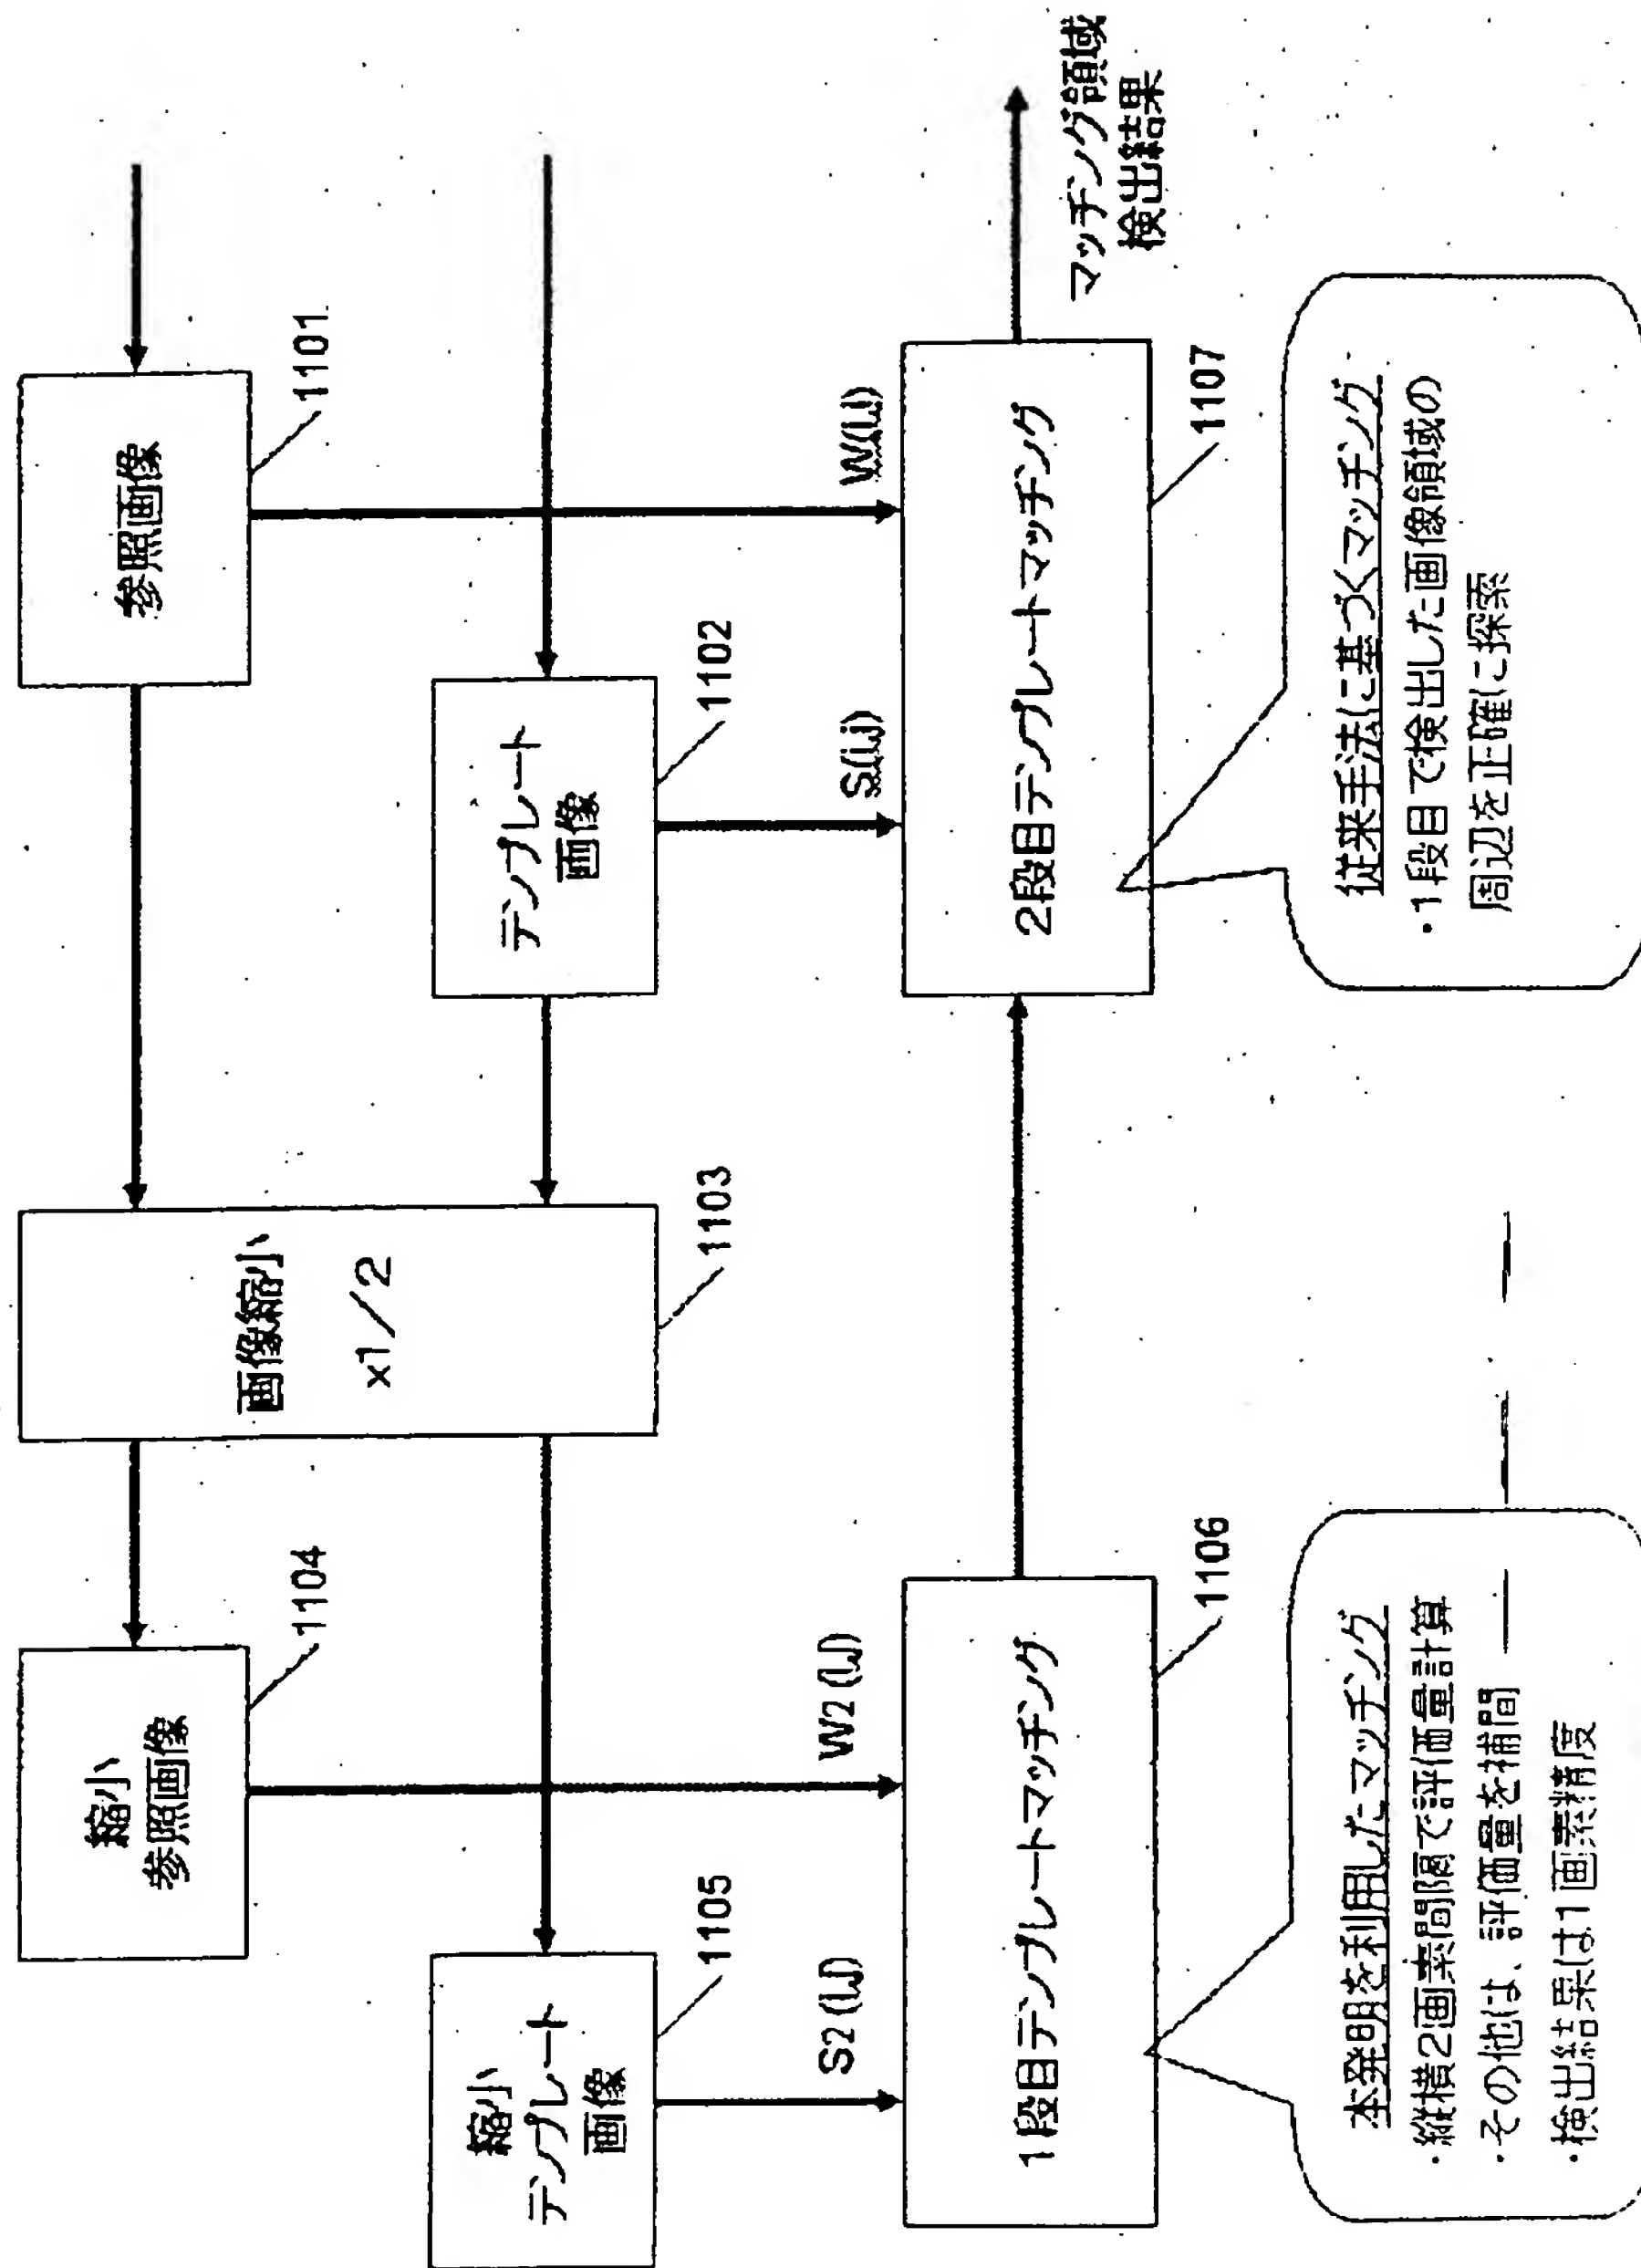 縮小
参照画像
1104
参照画像
1101
画像縮小
x1/2
1103
縮小
テンプレート
画像
1105
テンプレート
画像
1102
S2 (I,J)
W2 (I,J)
S(i,j)
W(i,j)
1段目テンプレートマッチング
1106
2段目テンプレートマッチング
1107
マッチング領域
検出結果
本発明を利用したマッチング
・縦横2画素間隔で評価量計算
・その他は、評価量を補間
・検出結果は1画素精度
従来手法に基づくマッチング
・1段目で検出した画像領域の
周辺を正確に探索